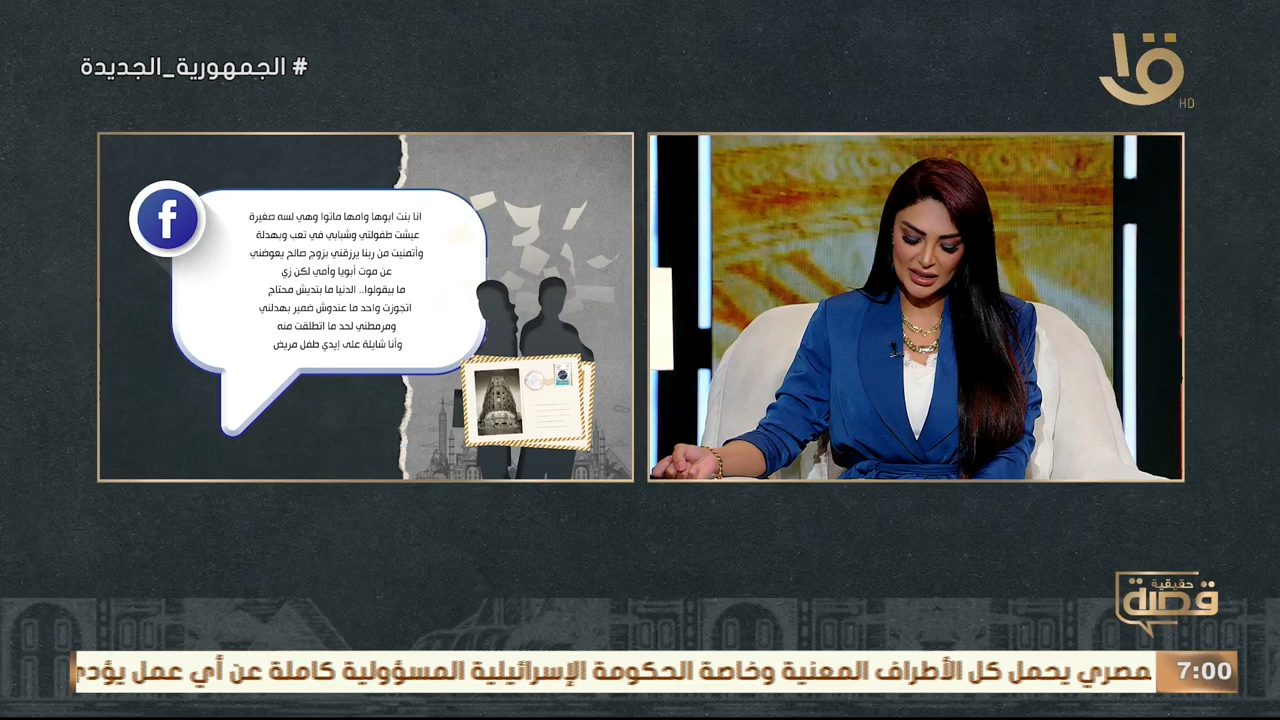 # الجمهورية_الجديدة
HD
انا بنت ابوها وامها ماتوا وهي لسه صغيرة
عيشت طفولتي وشبابي في تعب وبهدلة
وأتمنيت من ربنا يرزقني بزوج صالح يعوضني
عن موت أبويا وأمي لكن زي
ما بيقولوا.. الدنيا ما بتديش محتاج
اتجوزت واحد ما عندوش ضمير بهدلني
ومرمطني لحد ما اتطلقت منه
وأنا شايلة على إيدي طفل مريض
قصة
حقيقية
مصري يحمل كل الأطراف المعنية وخاصة الحكومة الإسرائيلية المسؤولية كاملة عن أي عمل يؤدي
7:00